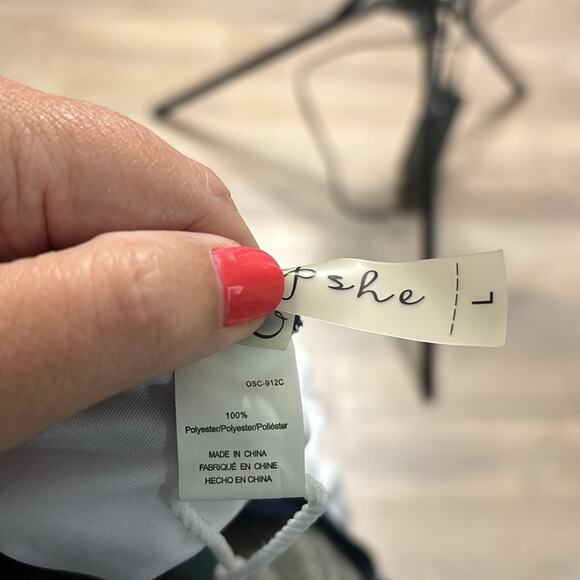 she
L
OSC-912C
100%
Polyester/Polyester/Poliéster
MADE IN CHINA
FABRIQUÉ EN CHINE
HECHO EN CHINA